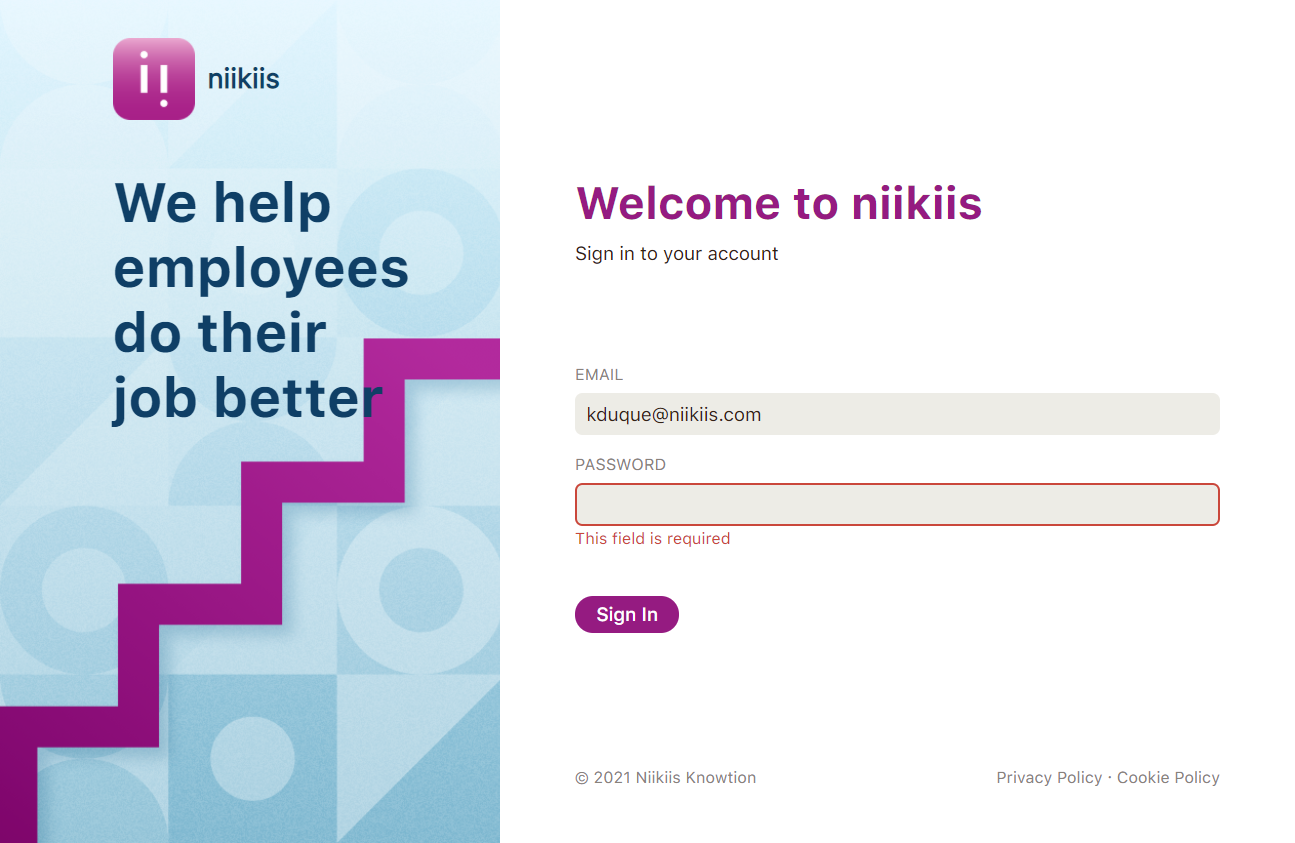 niikiis
We help
employees
do their
job better
Welcome to niikiis
Sign in to your account
EMAIL
kduque@niikiis.com
PASSWORD
This field is required
Sign In
© 2021 Niikiis Knowtion
Privacy Policy · Cookie Policy